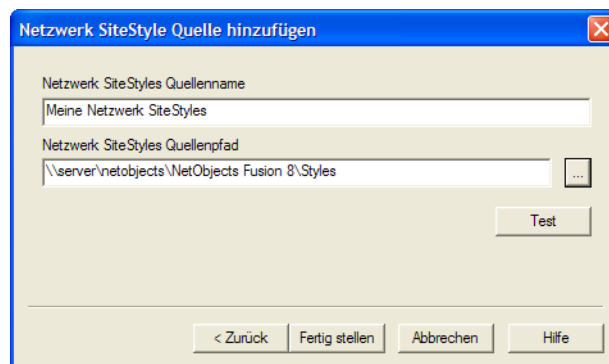 Netzwerk SiteStyle Quelle hinzufügen
Netzwerk SiteStyles Quellenname
Meine Netzwerk SiteStyles
Netzwerk SiteStyles Quellenpfad
\\server\netobjects\NetObjects Fusion 8\Styles
...
Test
< Zurück Fertig stellen Abbrechen Hilfe